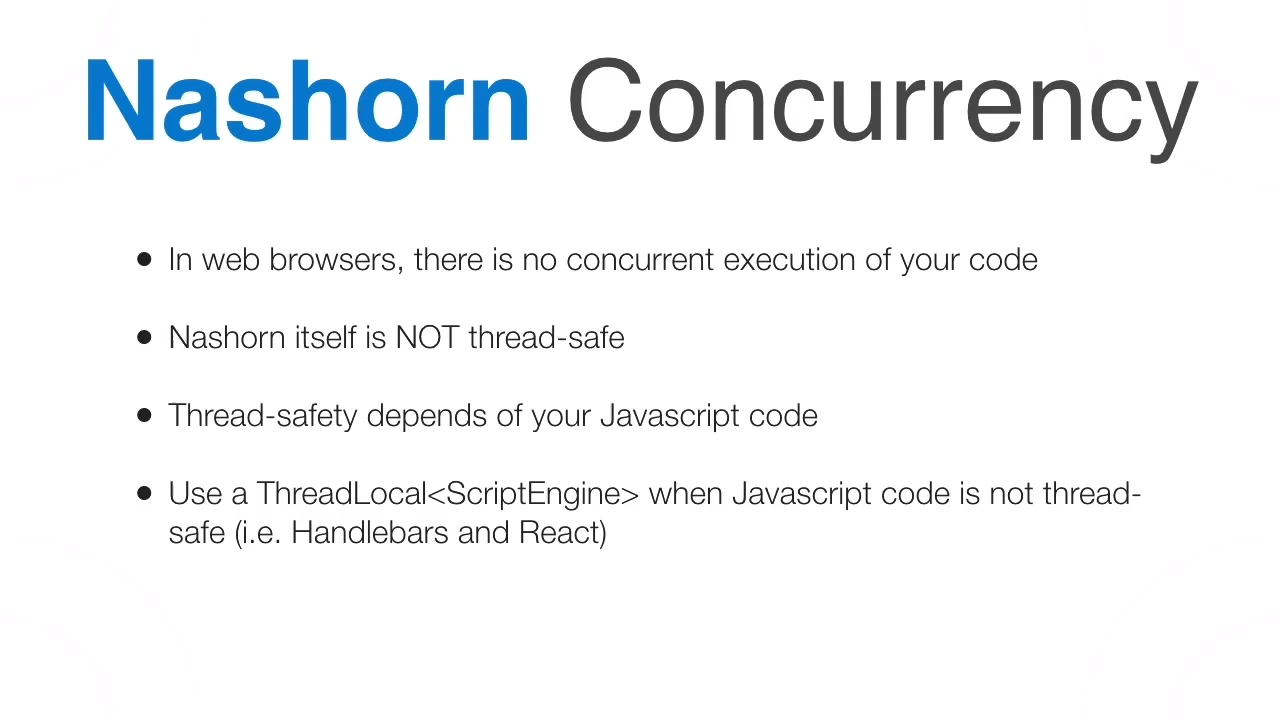 Nashorn Concurrency
• In web browsers, there is no concurrent execution of your code
• Nashorn itself is NOT thread-safe
• Thread-safety depends of your Javascript code
• Use a ThreadLocal<ScriptEngine> when Javascript code is not thread-
safe (i.e. Handlebars and React)